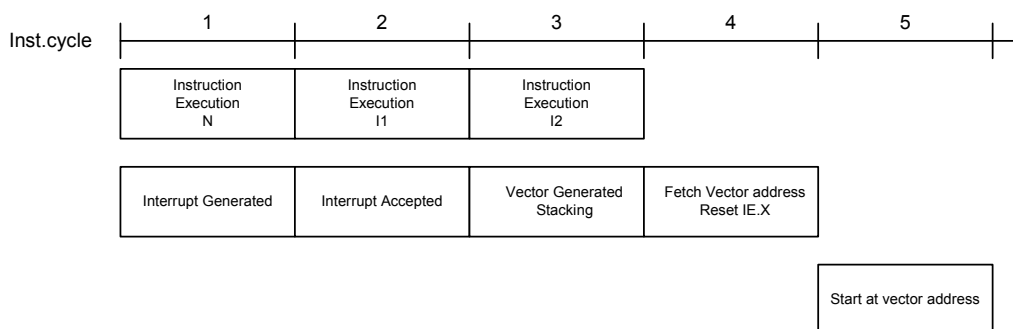 1 2 3 4 5
Inst.cycle
Instruction
Execution
N
Instruction
Execution
I1
Instruction
Execution
I2
Interrupt Generated
Interrupt Accepted
Vector Generated
Stacking
Fetch Vector address
Reset IE.X
Start at vector address